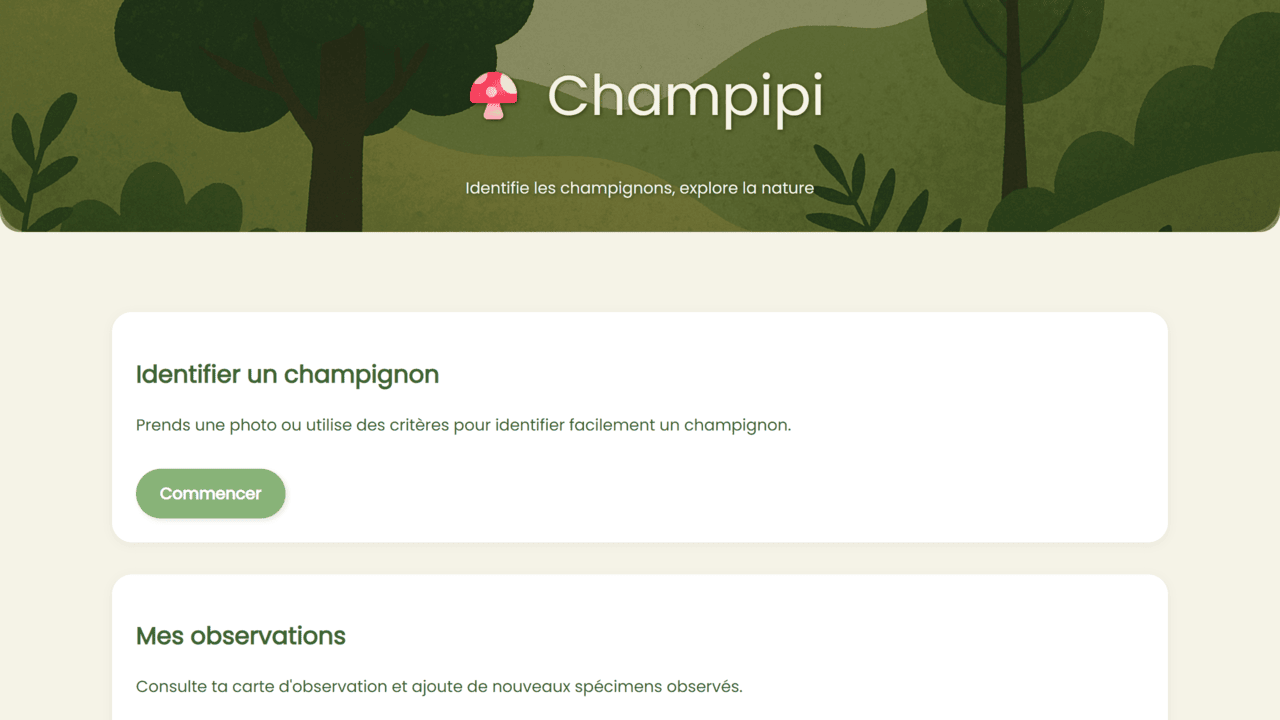 Champipi
Identifie les champignons, explore la nature
Identifier un champignon
Prends une photo ou utilise des critères pour identifier facilement un champignon.
Commencer
Mes observations
Consulte ta carte d'observation et ajoute de nouveaux spécimens observés.